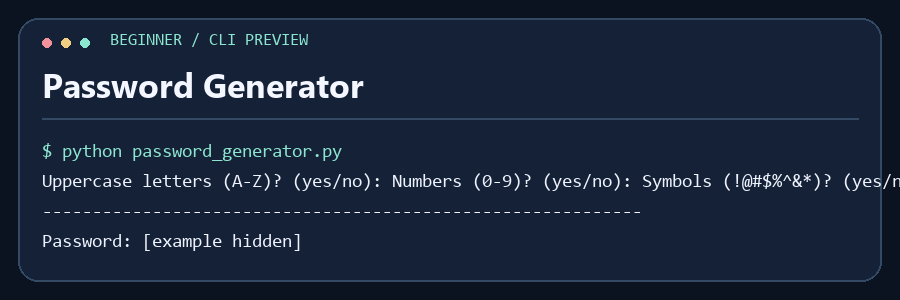 BEGINNER / CLI PREVIEW
Password Generator
$ python password_generator.py
Uppercase letters (A-Z)? (yes/no): Numbers (0-9)? (yes/no): Symbols (!@#$%^&*)? (yes/n
------------------------------------------------------------
Password: [example hidden]